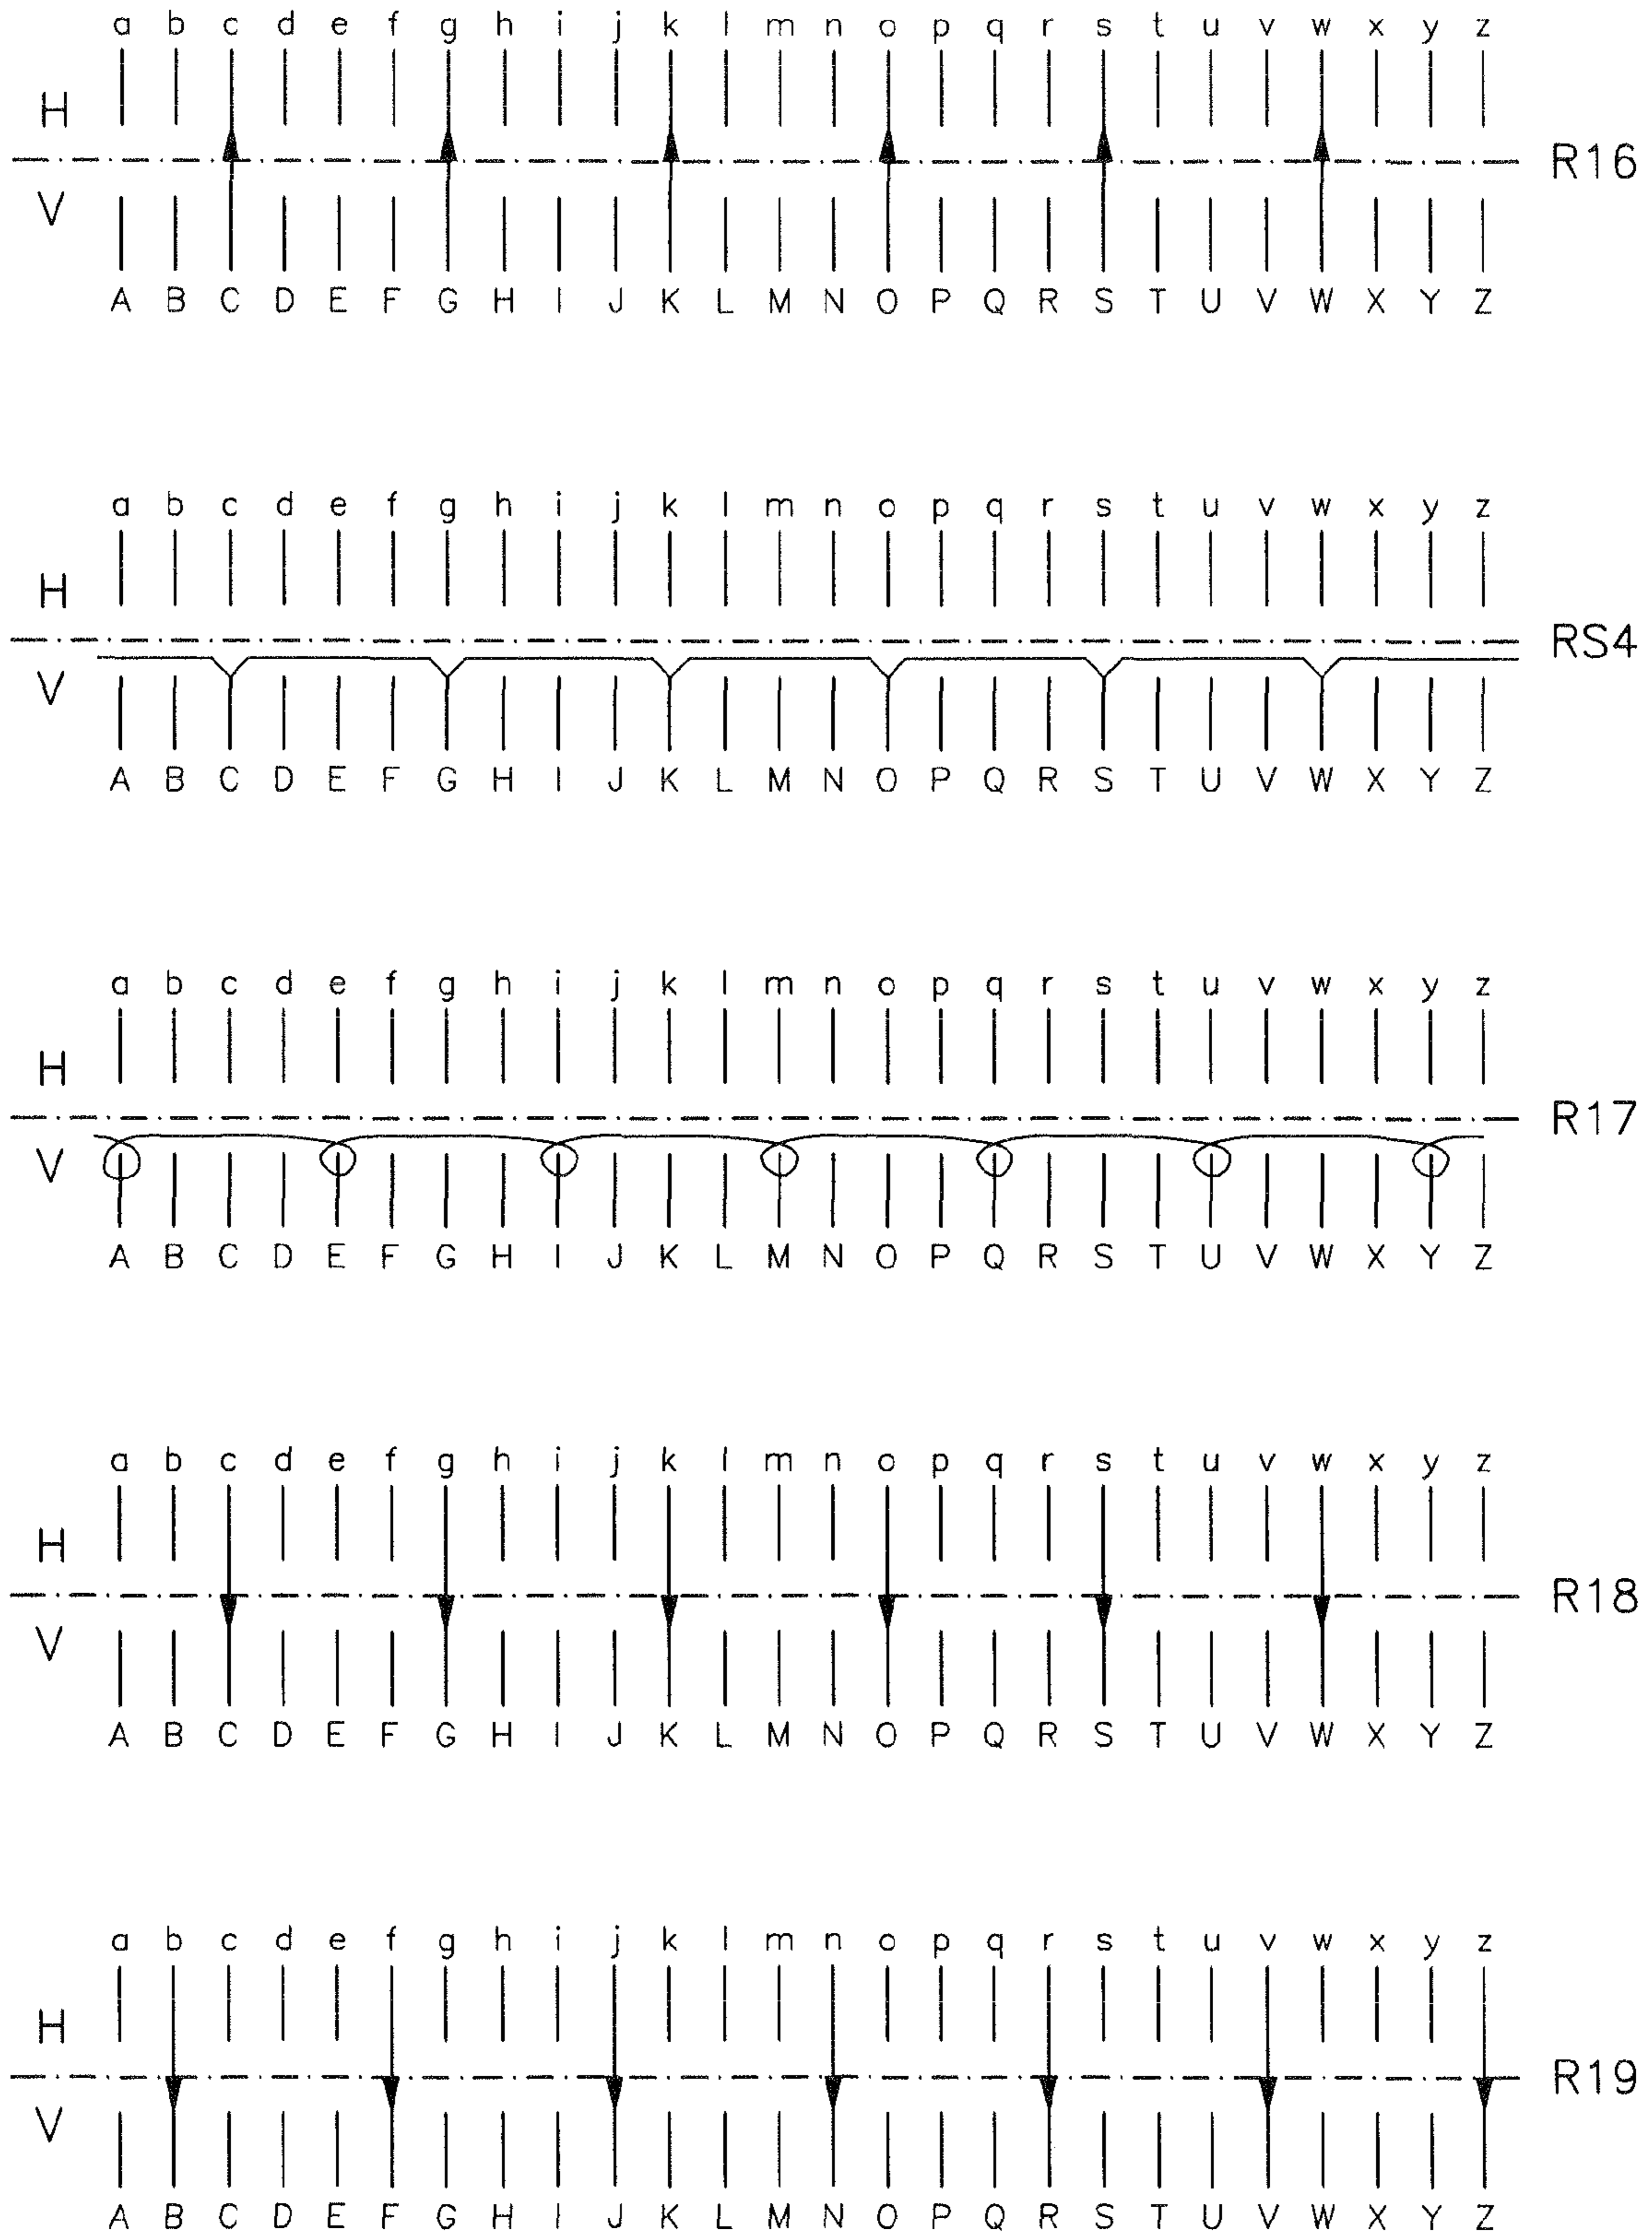 a b c d e f g h i j k l m n o p q r s t u v w x y z
H
R16
V
A B C D E F G H I J K L M N O P Q R S T U V W X Y Z
a b c d e f g h i j k l m n o p q r s t u v w x y z
H
RS4
V
A B C D E F G H I J K L M N O P Q R S T U V W X Y Z
a b c d e f g h i j k l m n o p q r s t u v w x y z
H
R17
V
A B C D E F G H I J K L M N O P Q R S T U V W X Y Z
a b c d e f g h i j k l m n o p q r s t u v w x y z
H
R18
V
A B C D E F G H I J K L M N O P Q R S T U V W X Y Z
a b c d e f g h i j k l m n o p q r s t u v w x y z
H
R19
V
A B C D E F G H I J K L M N O P Q R S T U V W X Y Z